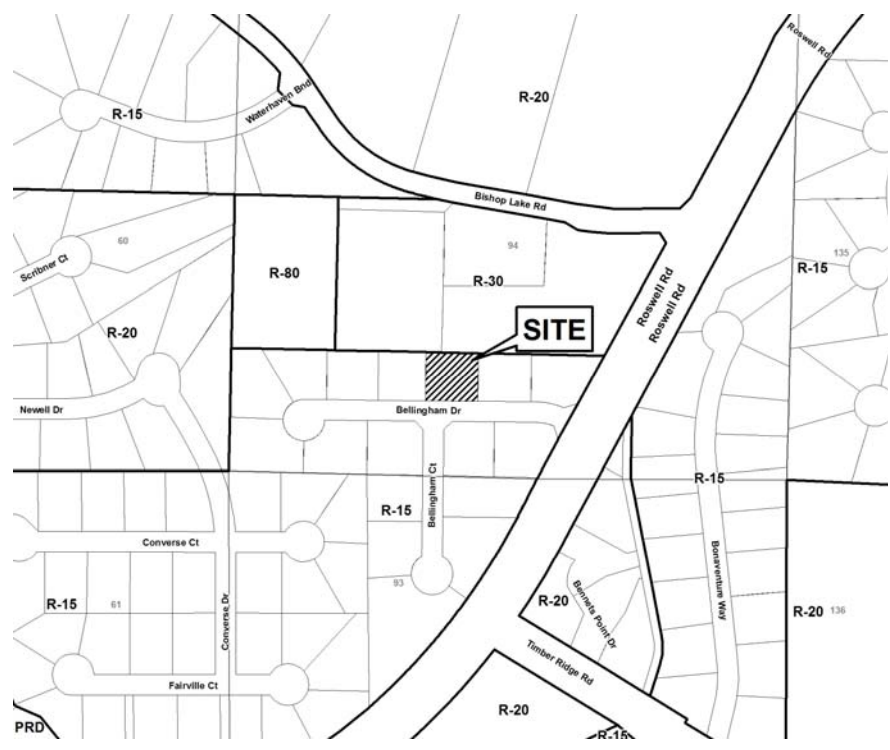 Roswell Rd
R-20
R-15
Waterhaven Bnd
Bishop Lake Rd
60
94
135
Scribner Ct
R-80
R-30
R-15
Roswell Rd
Roswell Rd
R-20
SITE
Newell Dr
Bellingham Dr
Bellingham Ct
R-15
R-15
Converse Ct
93
Bonaventure Way
Bennets Point Dr
R-15
61
Converse Dr
R-20
R-20
136
Timber Ridge Rd
Fairville Ct
R-20
PRD
R-15